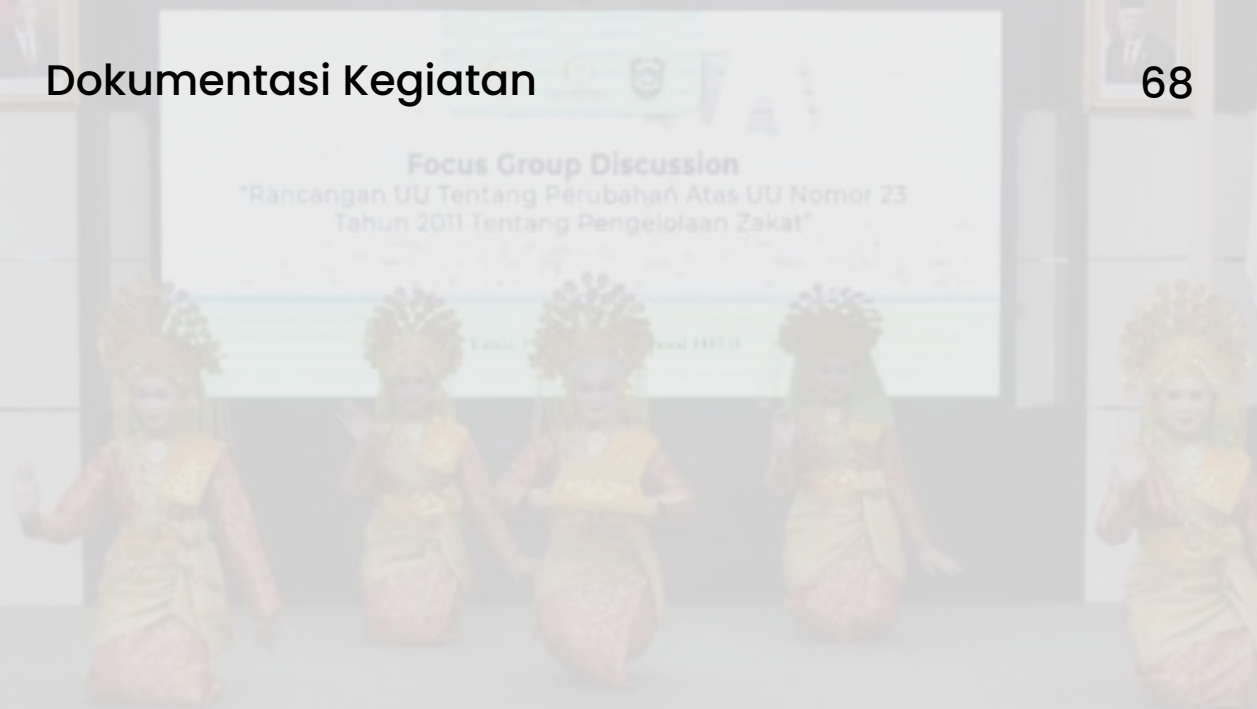 Dokumentasi Kegiatan
68
Focus Group Discussion
"Rancangan UU Tentang Perubahan Atas UU Nomor 23
Tahun 2011 Tentang Pengelolaan Zakat"